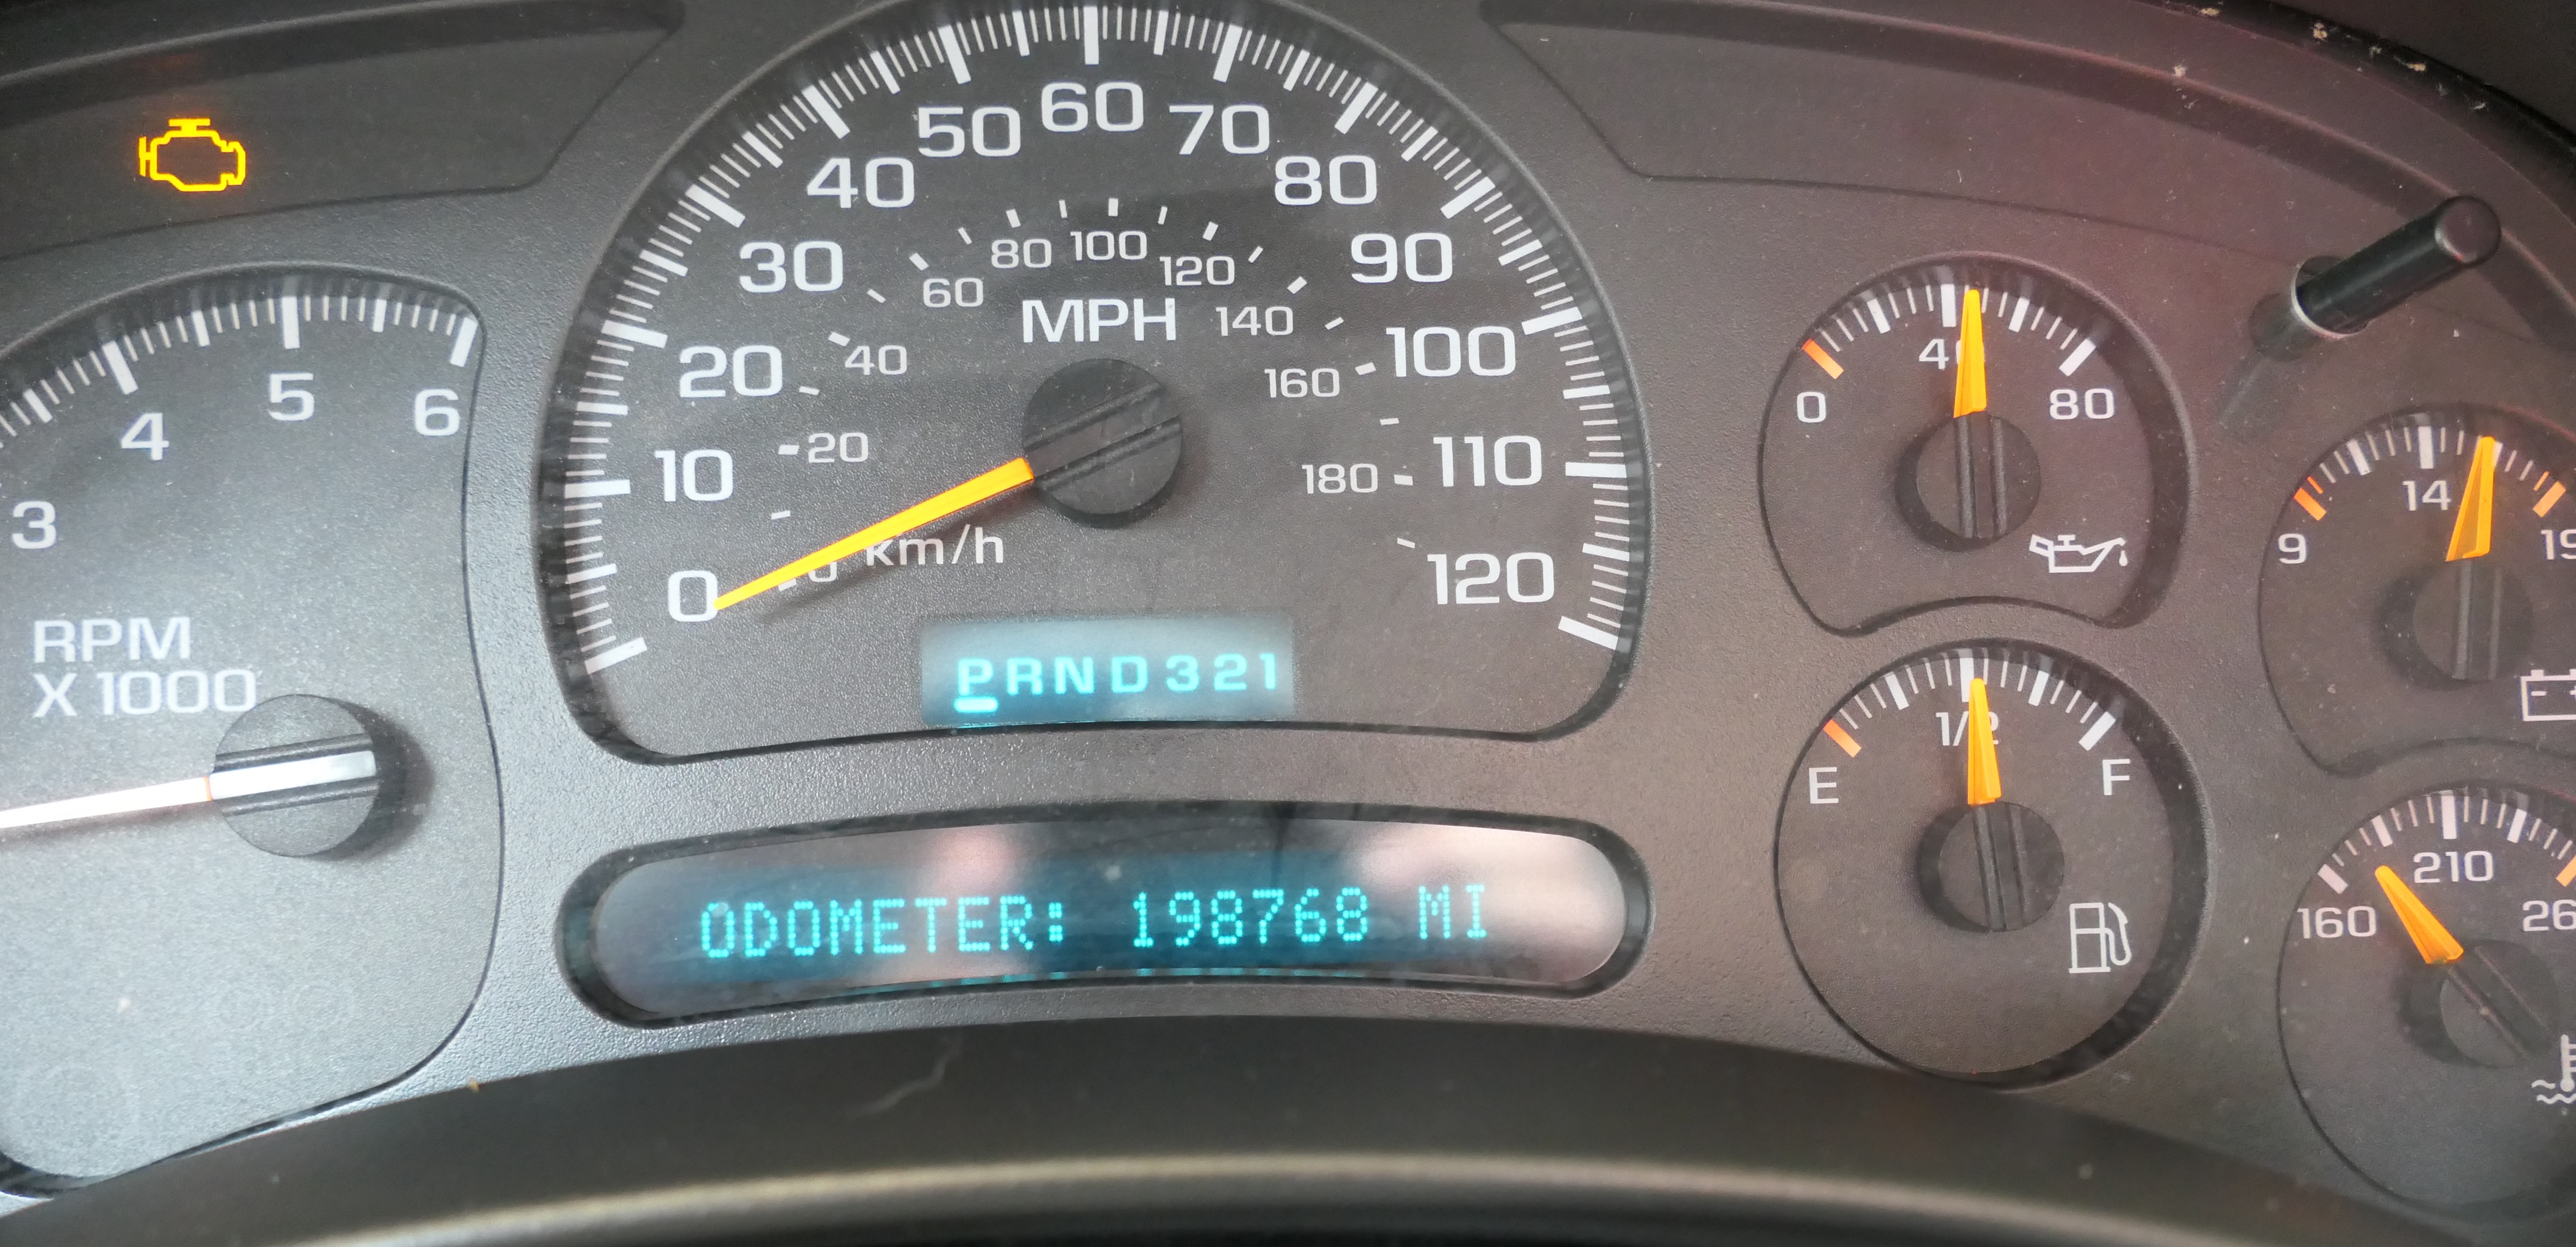 3 4 5 6
RPM
X 1000
0 10 20 30 40 50 60 70 80 90 100 110 120
MPH
20 40 60 80 100 120 140 160 180
km/h
PRND321
ODOMETER: 198768 MI
0 40 80
E 1/2 F
9 14
160 210